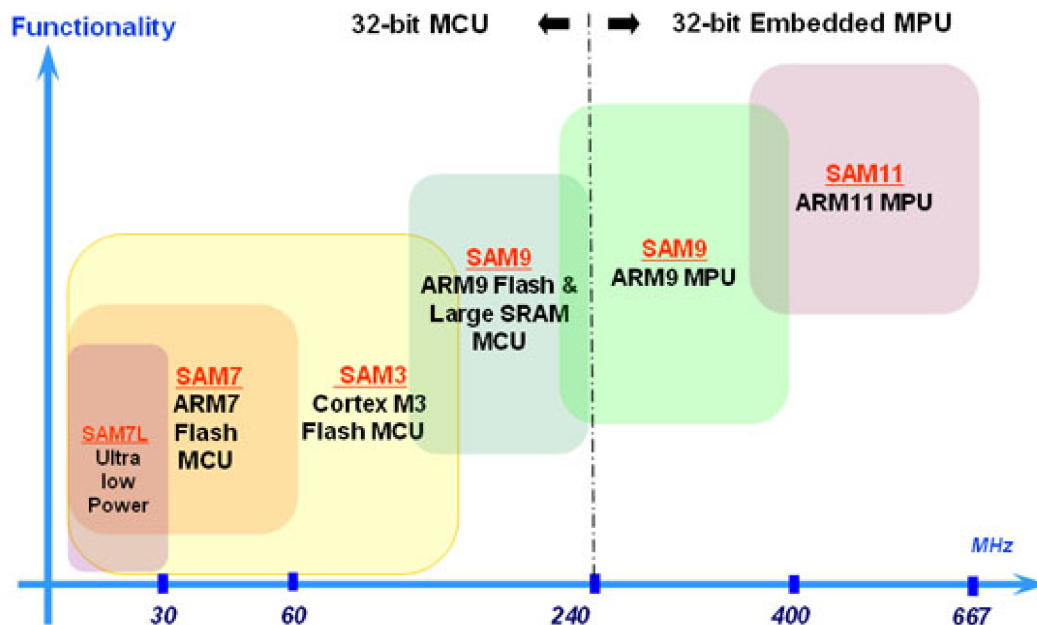 Functionality
32-bit MCU
32-bit Embedded MPU
SAM11
ARM11 MPU
SAM9
ARM9 MPU
SAM9
ARM9 Flash &
Large SRAM
MCU
SAM3
Cortex M3
Flash MCU
SAM7
ARM7
Flash
MCU
SAM7L
Ultra
low
Power
MHz
30
60
240
400
667